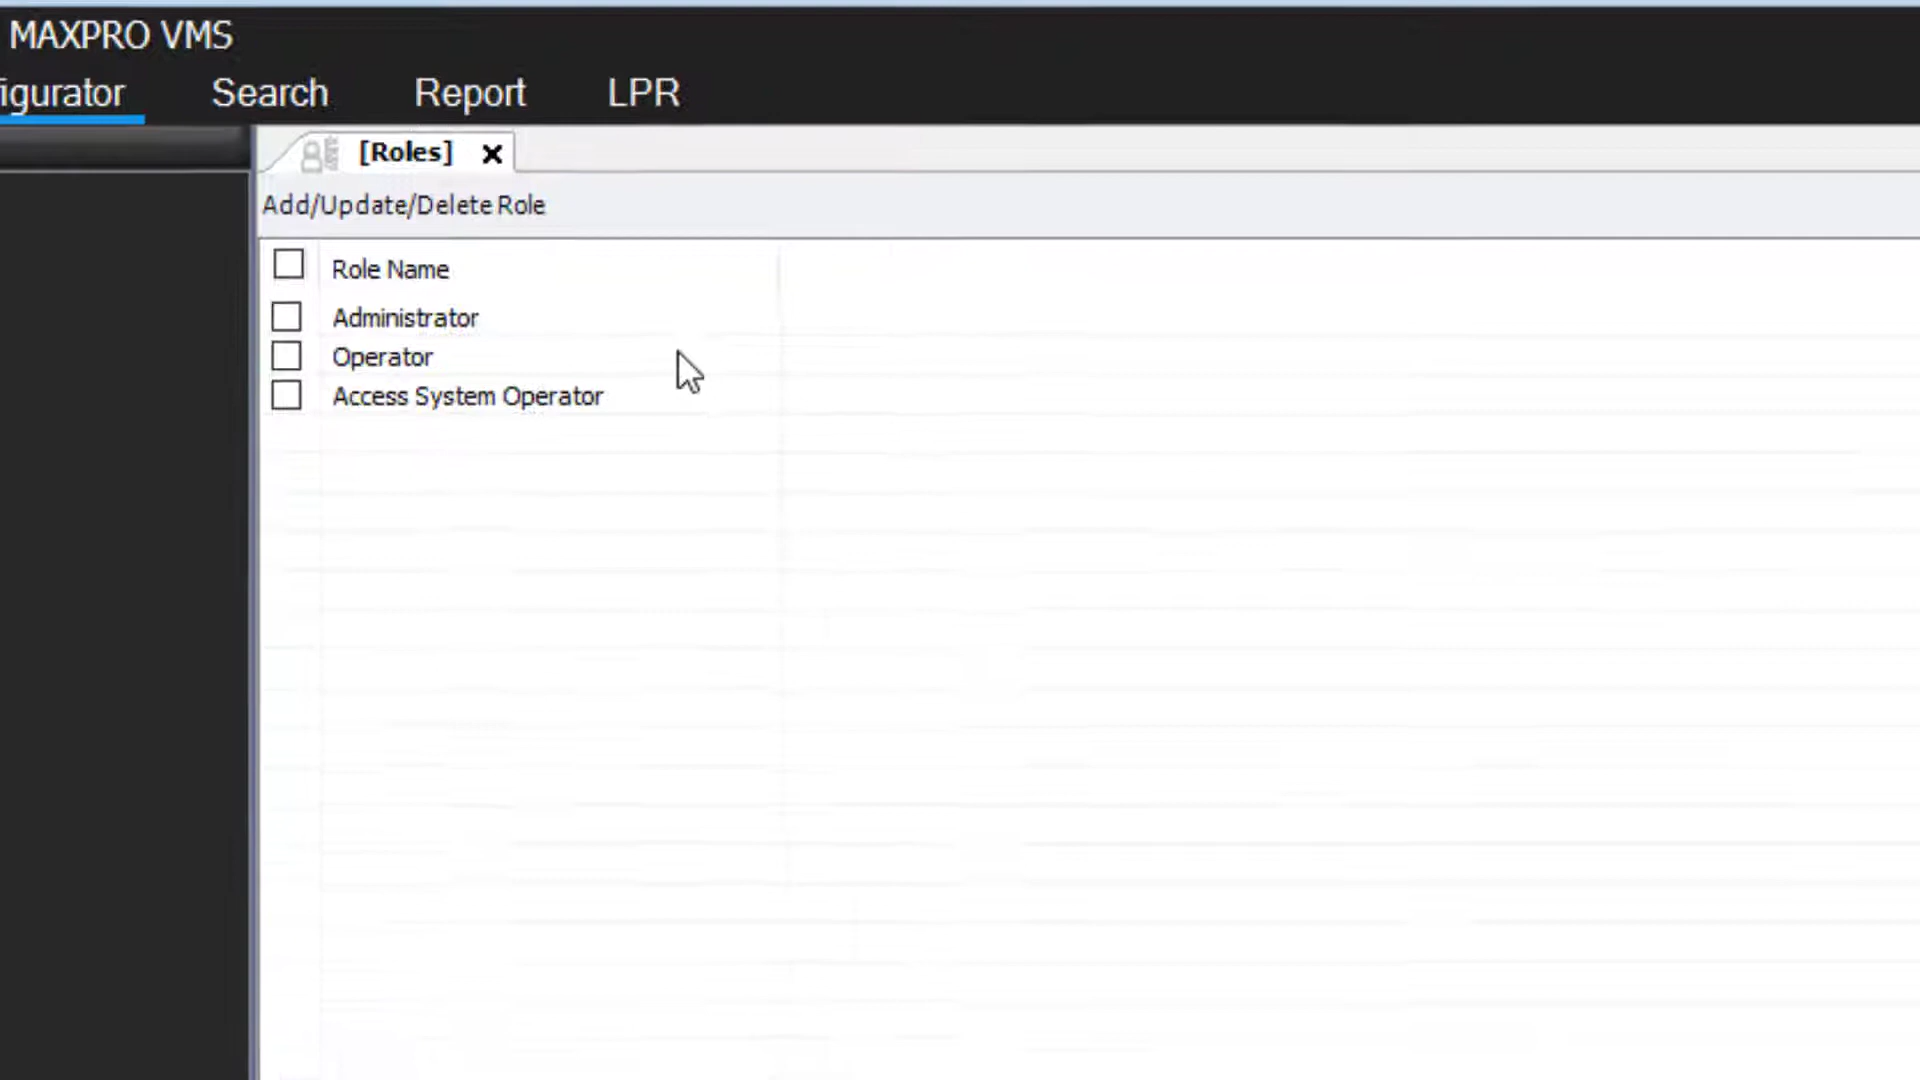 MAXPRO VMS
igurator Search Report LPR
[Roles]
Add/Update/Delete Role
Role Name
Administrator
Operator
Access System Operator